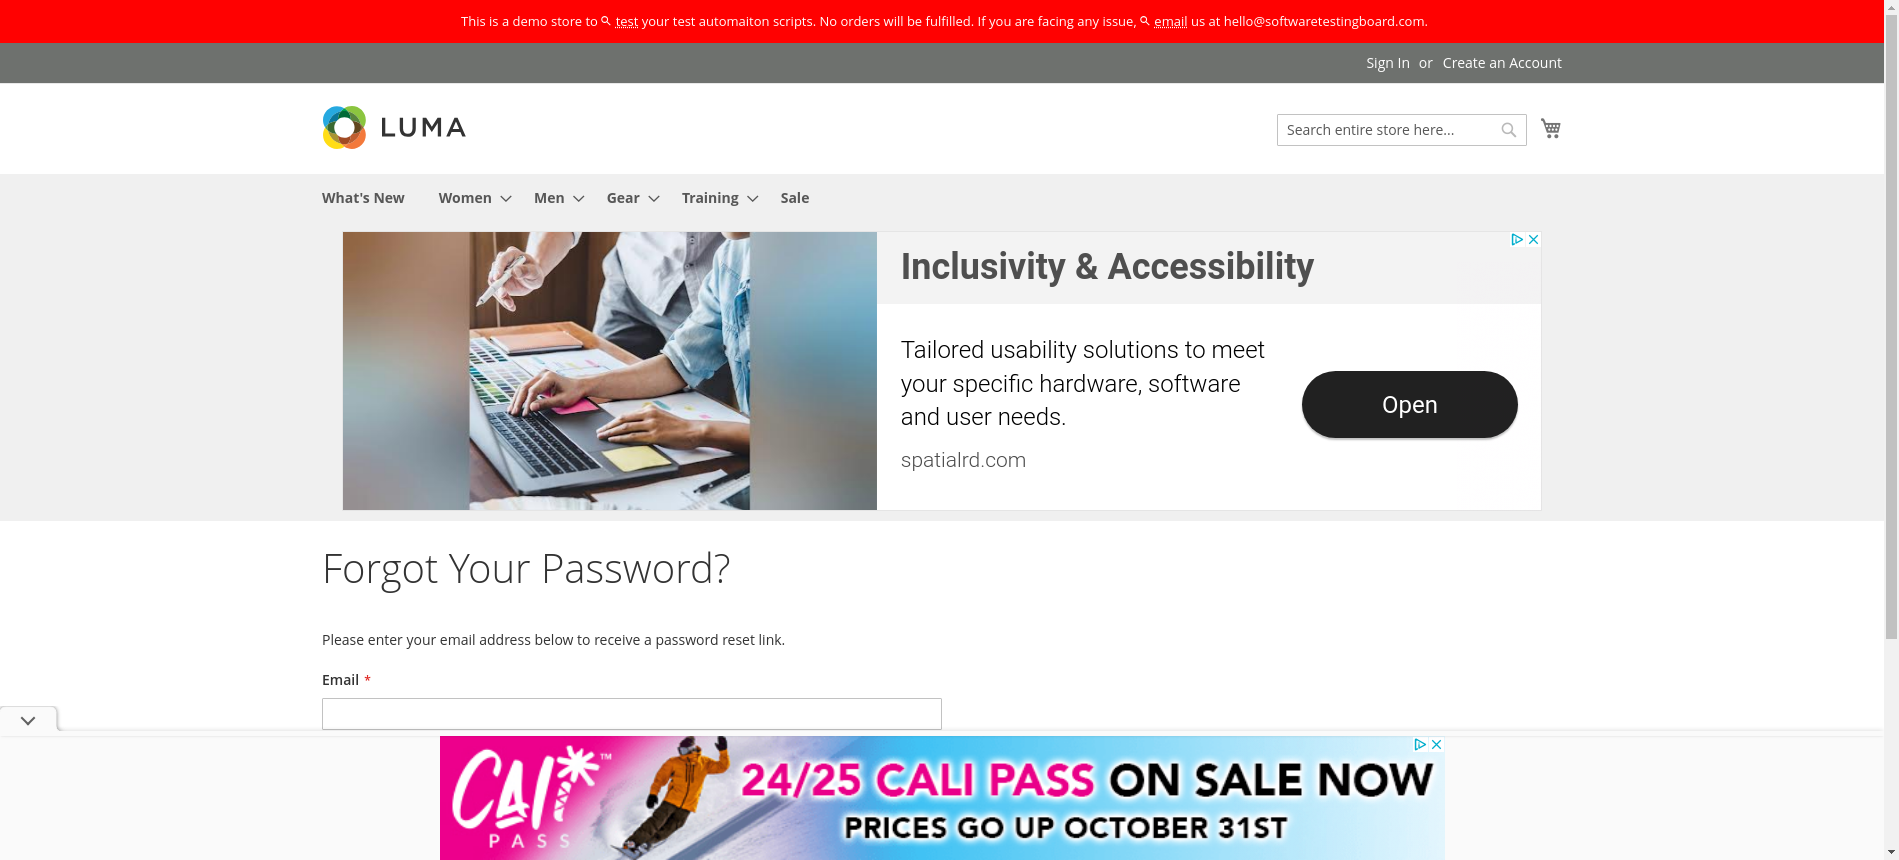 This is a demo store to test your test automaiton scripts. No orders will be fulfilled. If you are facing any issue, email us at hello@softwaretestingboard.com.
Sign In or Create an Account
LUMA
Search entire store here...
What's New Women Men Gear Training Sale
Inclusivity & Accessibility
Tailored usability solutions to meet
your specific hardware, software
and user needs.
Open
spatialrd.com
Forgot Your Password?
Please enter your email address below to receive a password reset link.
Email *
CALI PASS™
24/25 CALI PASS ON SALE NOW
PRICES GO UP OCTOBER 31ST